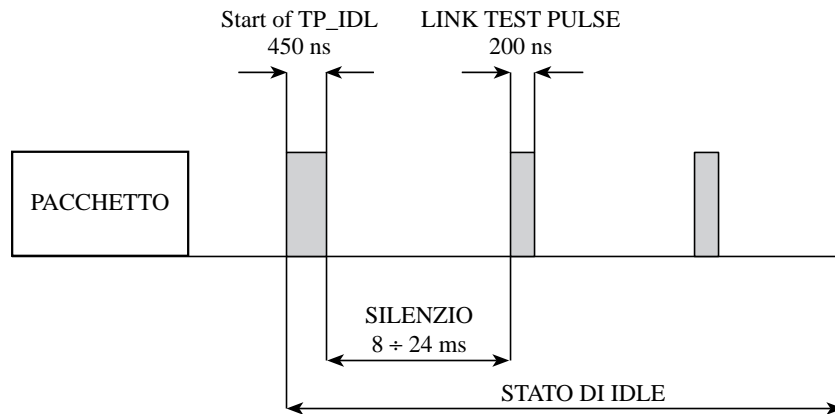 Start of TP_IDL
450 ns
LINK TEST PULSE
200 ns
PACCHETTO
SILENZIO
8 ÷ 24 ms
STATO DI IDLE